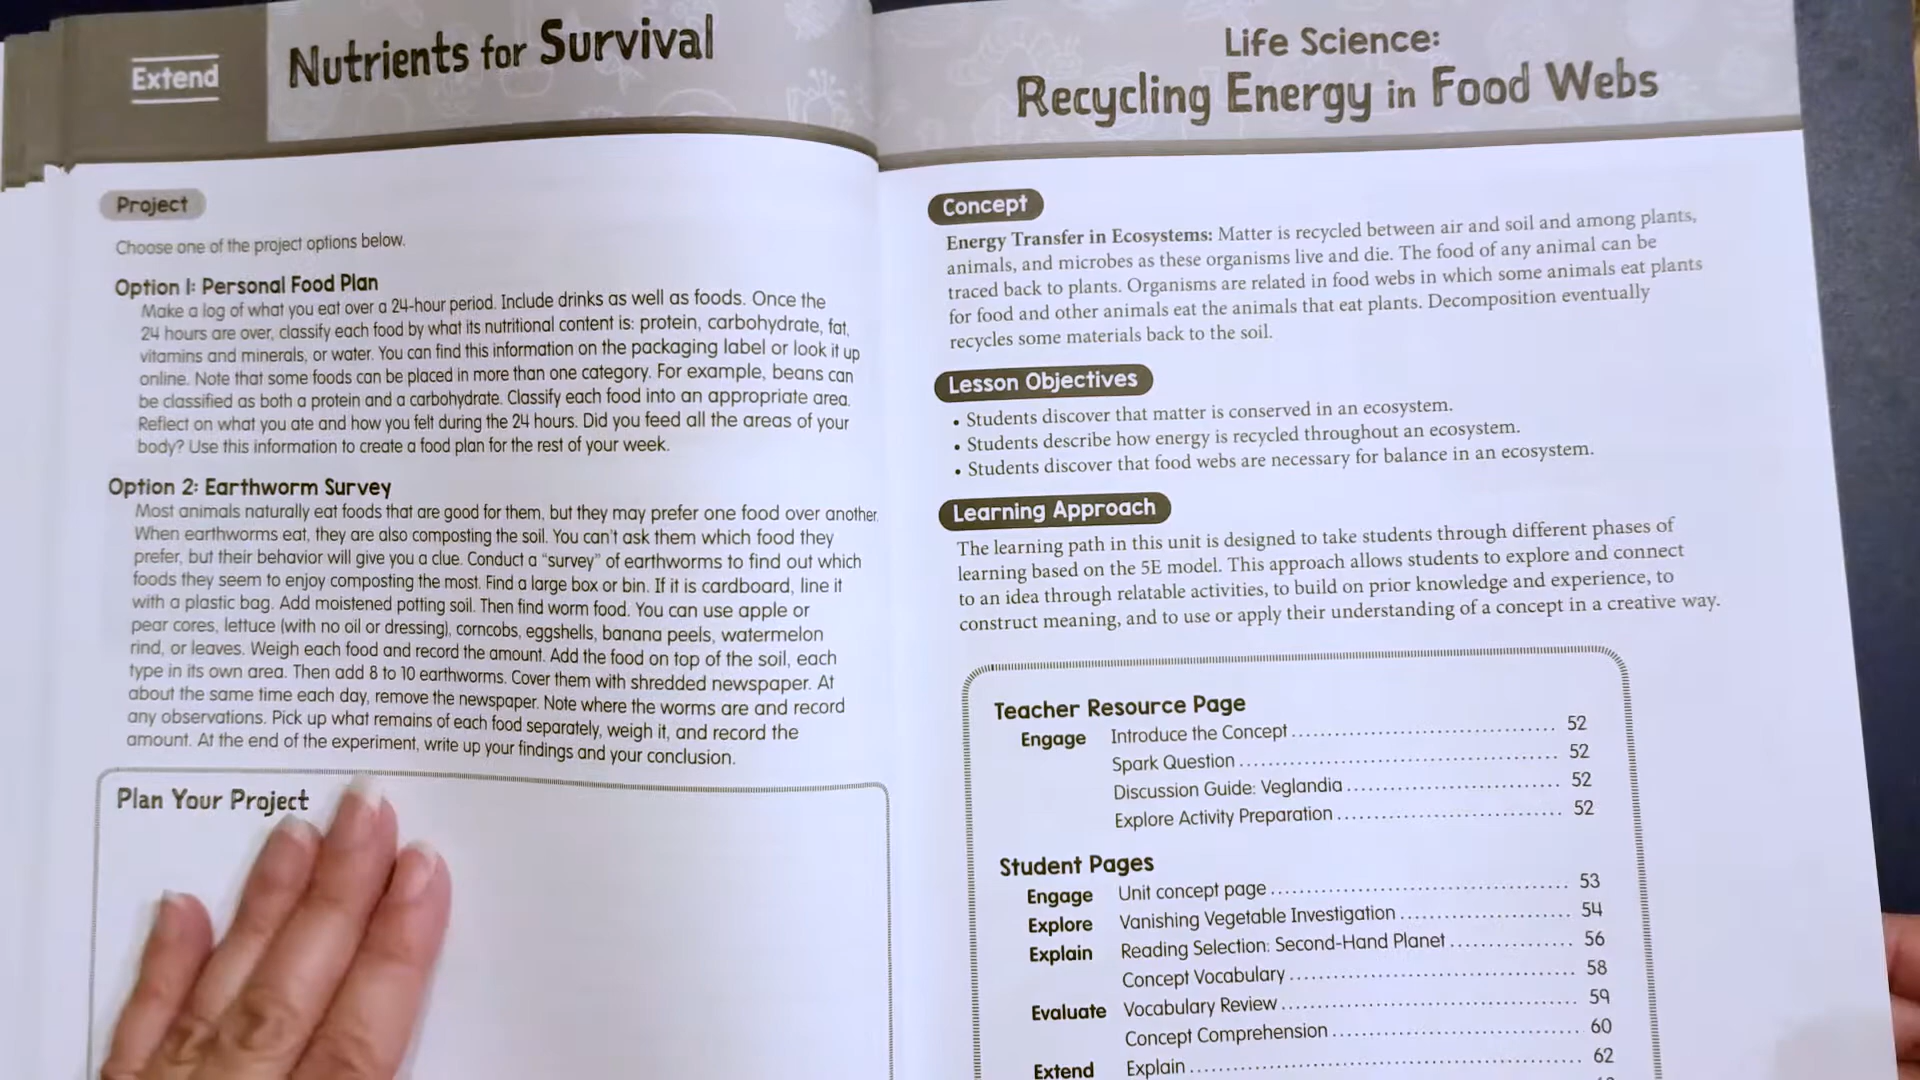 Extend
Nutrients for Survival
Project
Choose one of the project options below.
Option 1: Personal Food Plan
Make a log of what you eat over a 24-hour period. Include drinks as well as foods. Once the
24 hours are over, classify each food by what its nutritional content is: protein, carbohydrate, fat,
vitamins and minerals, or water. You can find this information on the packaging label or look it up
online. Note that some foods can be placed in more than one category. For example, beans can
be classified as both a protein and a carbohydrate. Classify each food into an appropriate area.
Reflect on what you ate and how you felt during the 24 hours. Did you feed all the areas of your
body? Use this information to create a food plan for the rest of your week.
Option 2: Earthworm Survey
Most animals naturally eat foods that are good for them, but they may prefer one food over another.
When earthworms eat, they are also composting the soil. You can't ask them which food they
prefer, but their behavior will give you a clue. Conduct a "survey" of earthworms to find out which
foods they seem to enjoy composting the most. Find a large box or bin. If it is cardboard, line it
with a plastic bag. Add moistened potting soil. Then find worm food. You can use apple or
pear cores, lettuce (with no oil or dressing), corncobs, eggshells, banana peels, watermelon
rind, or leaves. Weigh each food and record the amount. Add the food on top of the soil, each
type in its own area. Then add 8 to 10 earthworms. Cover them with shredded newspaper. At
about the same time each day, remove the newspaper. Note where the worms are and record
any observations. Pick up what remains of each food separately, weigh it, and record the
amount. At the end of the experiment, write up your findings and your conclusion.
Plan Your Project
Life Science:
Recycling Energy in Food Webs
Concept
Energy Transfer in Ecosystems: Matter is recycled between air and soil and among plants,
animals, and microbes as these organisms live and die. The food of any animal can be
traced back to plants. Organisms are related in food webs in which some animals eat plants
for food and other animals eat the animals that eat plants. Decomposition eventually
recycles some materials back to the soil.
Lesson Objectives
• Students discover that matter is conserved in an ecosystem.
• Students describe how energy is recycled throughout an ecosystem.
• Students discover that food webs are necessary for balance in an ecosystem.
Learning Approach
The learning path in this unit is designed to take students through different phases of
learning based on the 5E model. This approach allows students to explore and connect
to an idea through relatable activities, to build on prior knowledge and experience, to
construct meaning, and to use or apply their understanding of a concept in a creative way.
Teacher Resource Page
Engage Introduce the Concept 52
Spark Question 52
Discussion Guide: Veglandia 52
Explore Activity Preparation 52
Student Pages
Engage Unit concept page 53
Explore Vanishing Vegetable Investigation 54
Explain Reading Selection: Second-Hand Planet 56
Concept Vocabulary 58
Evaluate Vocabulary Review 59
Concept Comprehension 60
Extend Explain 62